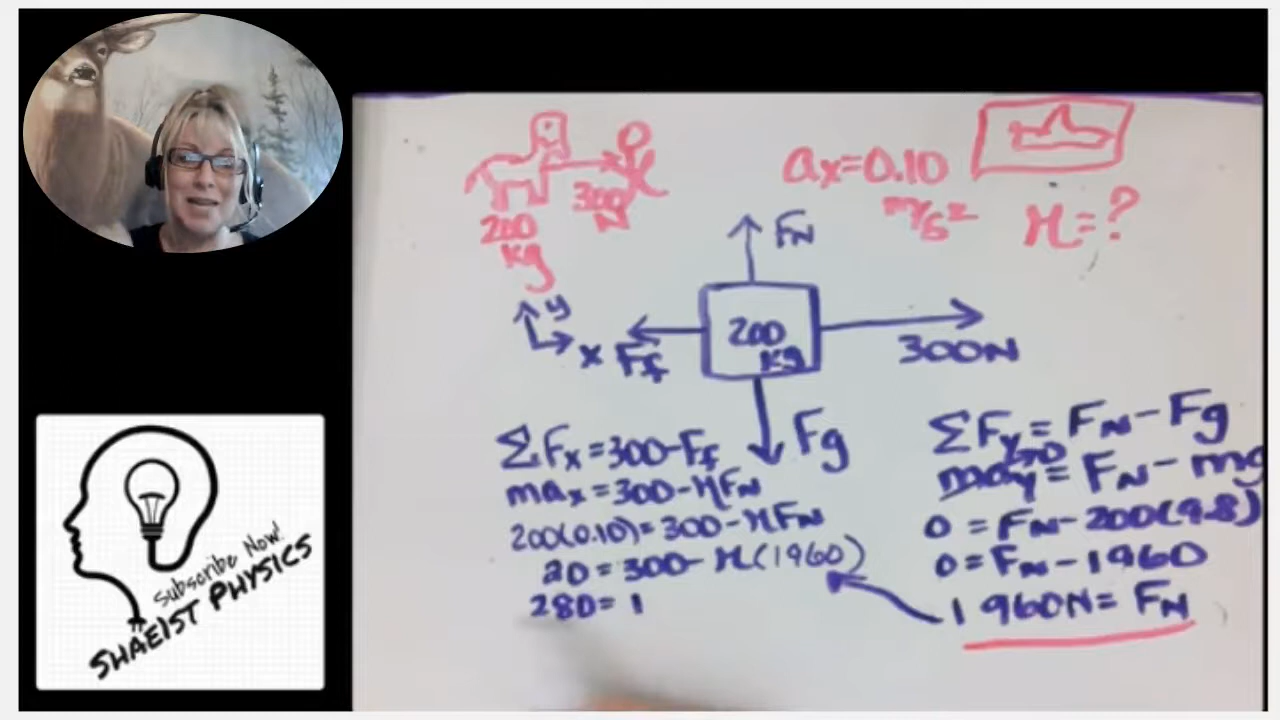 200
kg
300
N
ax=0.10
m/s²
μ=?
FN
y
x
Ff
200
kg
300N
Fg
ΣFx=300-Ff
max=300-μFN
200(0.10)=300-μFN
20=300-μ(1960)
280=1
ΣFy=FN-Fg
may=FN-mg
0
0=FN-200(9.8)
0=FN-1960
1960N=FN
Subscribe Now!
SHAEIST PHYSICS